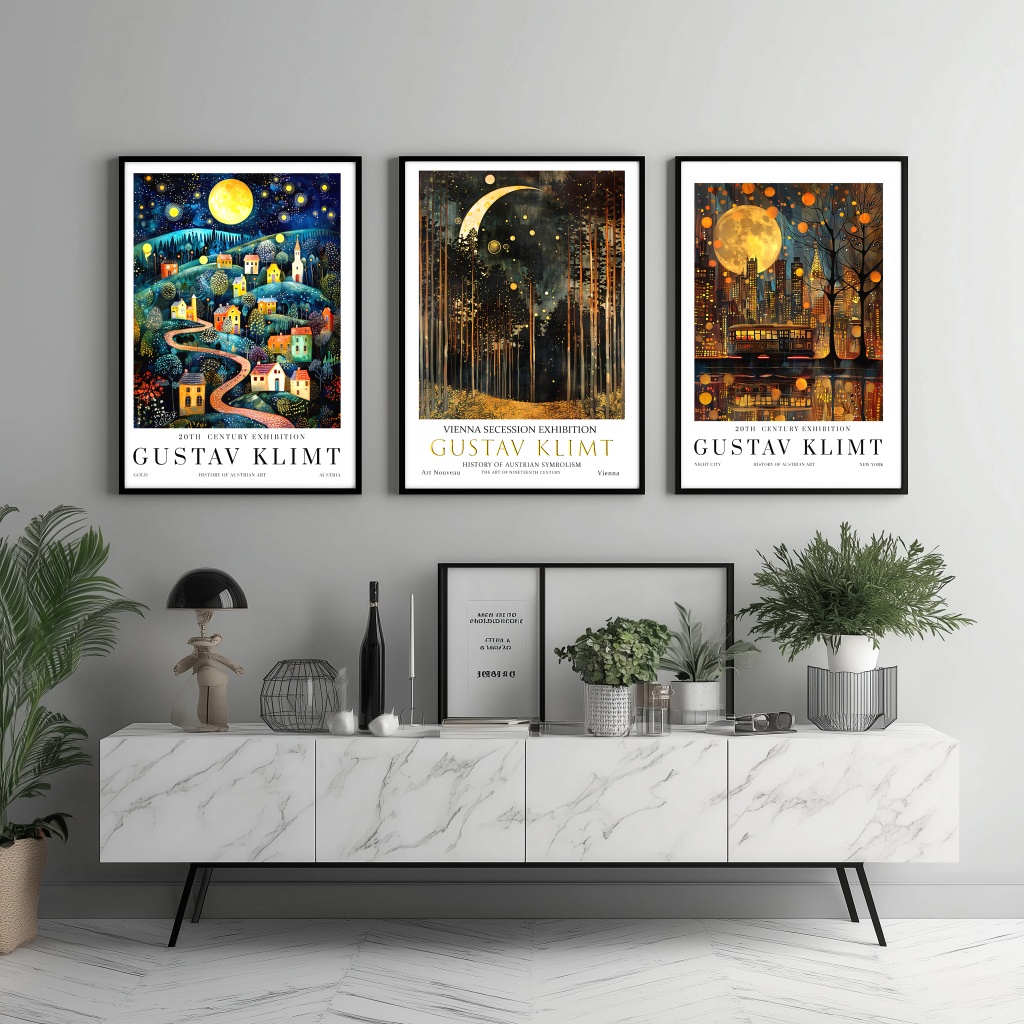 20TH CENTURY EXHIBITION
GUSTAV KLIMT
GOLD HISTORY OF AUSTRIAN ART AUSTRIA
VIENNA SECESSION EXHIBITION
GUSTAV KLIMT
HISTORY OF AUSTRIAN SYMBOLISM
Art Nouveau THE ART OF NINETEENTH CENTURY Vienna
20TH CENTURY EXHIBITION
GUSTAV KLIMT
NIGHT CITY HISTORY OF AUSTRIAN ART NEW YORK